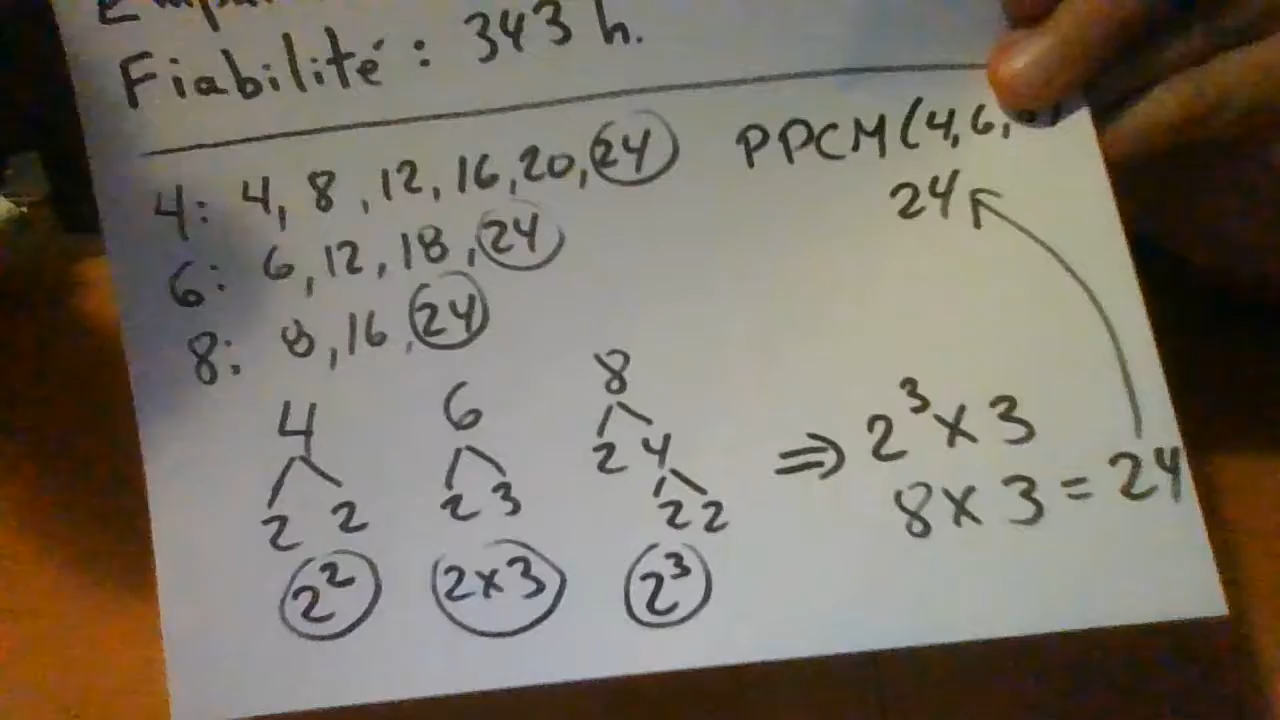 Fiabilité : 343 h.
4: 4, 8, 12, 16, 20, 24
PPCM(4, 6,
24
6: 6, 12, 18, 24
8: 8, 16, 24
4
6
8
2 4
2 2
2 3
2 2
2² 
2x3
2³
⇒ 2³ x 3
8 x 3 = 24